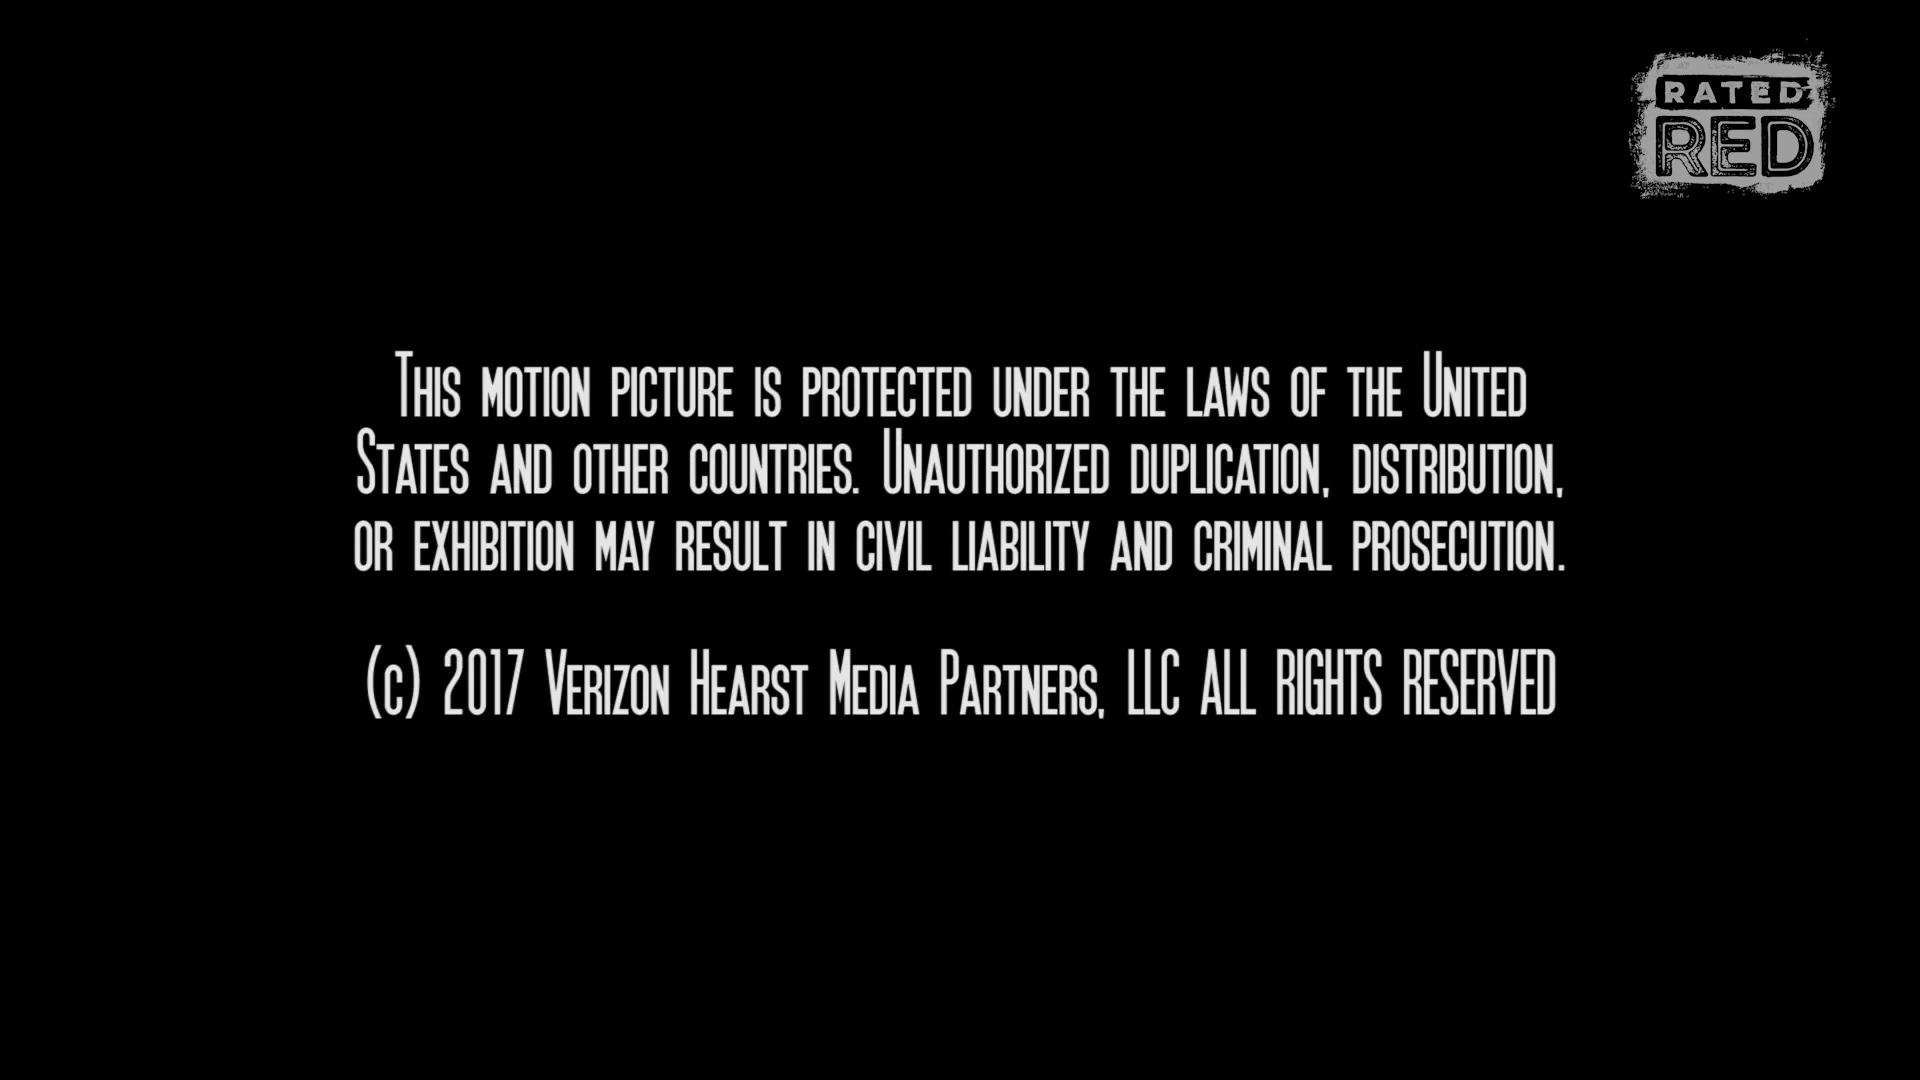 RATED
RED
This motion picture is protected under the laws of the United
States and other countries. Unauthorized duplication, distribution,
or exhibition may result in civil liability and criminal prosecution.
(c) 2017 Verizon Hearst Media Partners, LLC ALL RIGHTS RESERVED